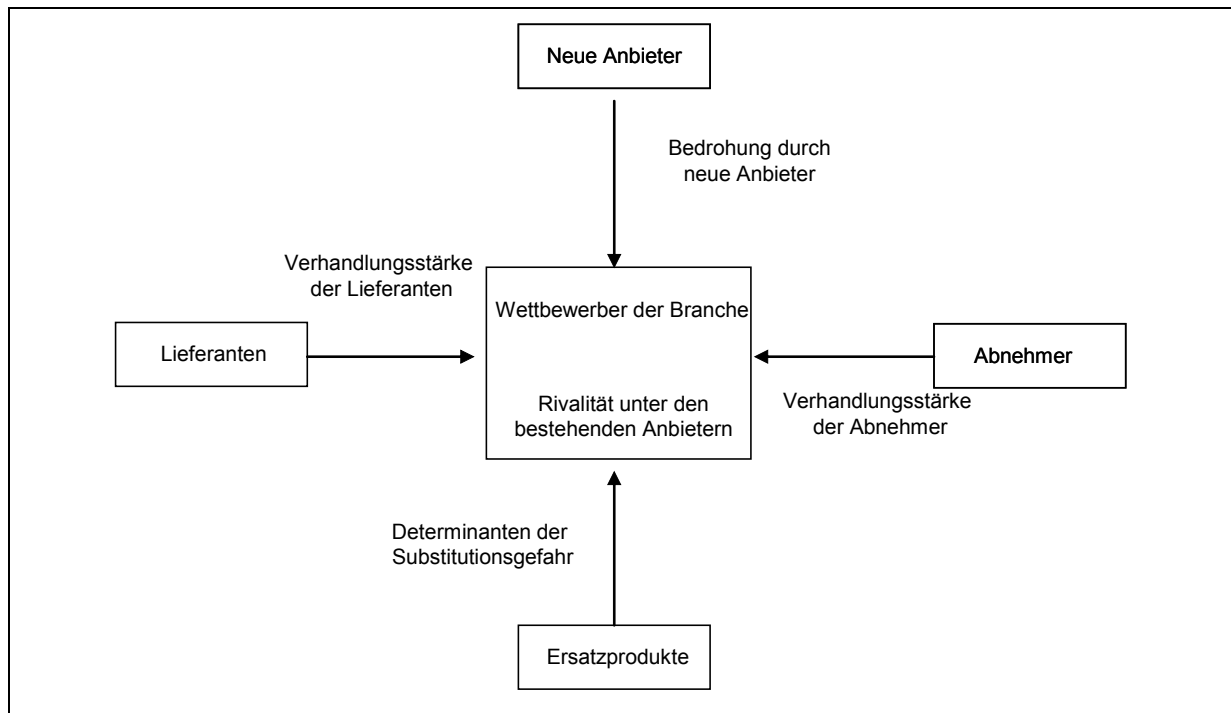 Neue Anbieter
Bedrohung durch
neue Anbieter
Verhandlungsstärke
der Lieferanten
Wettbewerber der Branche
Lieferanten
Abnehmer
Rivalität unter den
bestehenden Anbietern
Verhandlungsstärke
der Abnehmer
Determinanten der
Substitutionsgefahr
Ersatzprodukte